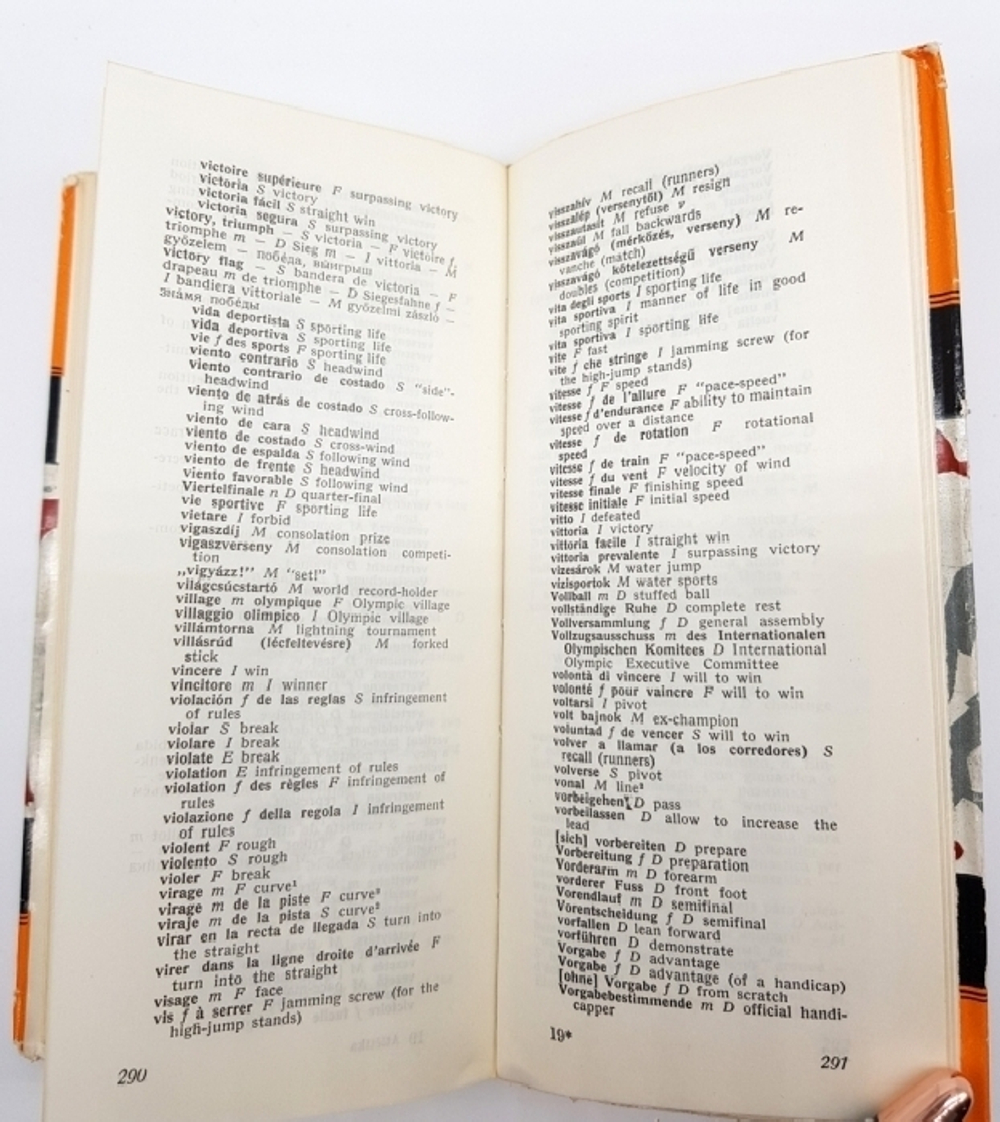 victoire supérieure F surpassing victory
victória S victory
victoria fácil S straight win
victoria segura S surpassing victory
victory, triumph — S victoria — F victoire f,
triomphe m — D Sieg m — I vittoria — M
győzelem — победа, выигрыш
victory flag — S bandera de victoria — F
drapeau m de triomphe — D Siegesfahne f —
I bandiera vittoriale — M győzelmi zászló —
знамя победы
vida deportista S sporting life
vida deportiva S sporting life
vie f des sports F sporting life
viento contrario S headwind
viento contrario de costado S "side"-
headwind
viento de atrás de costado S cross-follow-
ing wind
viento de cara S headwind
viento de costado S cross-wind
viento de espalda S following wind
viento de frente S headwind
Viento favorable S following wind
Viertelfinale n D quarter-final
vie sportive F sporting life
vietare I forbid
vigaszdíj M consolation prize
vigaszverseny M consolation competi-
tion
„vigyázz!" M "set!"
világcsúcstartó M world record-holder
village m olympique F Olympic village
villaggio olimpico I Olympic village
villámtorna M lightning tournament
villásrúd (lécfeltevésre) M forked
stick
vincere I win
vincitore m I winner
violación f de las reglas S infringement
of rules
violar S break
violare I break
violate E break
violation E infringement of rules
violation f des règles F infringement of
rules
violazione f della regola I infringement
of rules
violent F rough
violento S rough
violer F break
virage m F curve¹
virage m de la piste F curve²
viraje m de la pista S curve²
virar en la recta de llegada S turn into
the straight
virer dans la ligne droite d'arrivée F
turn into the straight
visage m F face
vis f à serrer F jamming screw (for the
high-jump stands)
290
visszahív M recall (runners)
visszalép (versenytől) M resign
visszautasít M refuse v
visszaül M fall backwards
visszavágó (mérkőzés, verseny) M re-
vanche (match)
visszavágó kötelezettségű verseny M
doubles (competition)
vita degli sports I sporting life
vita sportiva I manner of life in good
sporting spirit
vita sportiva I sporting life
vite F fast
vite f che stringe I jamming screw (for
the high-jump stands)
vitesse f F speed
vitesse f de l'allure F "pace-speed"
vitesse f d'endurance F ability to maintain
speed over a distance
vitesse f de rotation F rotational
speed
vitesse f de train F "pace-speed"
vitesse f du vent F velocity of wind
vitesse finale F finishing speed
vitesse initiale F initial speed
vitto I defeated
vittoria I victory
vittoria facile I straight win
vittoria prevalente I surpassing victory
vizesárok M water jump
vizisportok M water sports
Vollball m D stuffed ball
vollständige Ruhe D complete rest
Vollversammlung f D general assembly
Vollzugsausschuss m des Internationalen
Olympischen Komitees D International
Olympic Executive Committee
volontà di vincere I will to win
volonté f pour vaincre F will to win
voltarsi I pivot
volt bajnok M ex-champion
voluntad f de vencer S will to win
volver a llamar (a los corredores) S
recall (runners)
volverse S pivot
vonal M line²
vorbeigehen D pass
vorbeilassen D allow to increase the
lead
[sich] vorbereiten D prepare
Vorbereitung f D preparation
Vorderarm m D forearm
vorderer Fuss D front foot
Vorendlauf m D semifinal
Vorentscheidung f D semifinal
vorfallen D lean forward
vorführen D demonstrate
Vorgabe f D advantage
Vorgabe f D advantage (of a handicap)
[ohne] Vorgabe f D from scratch
Vorgabebestimmende m D official handi-
capper
19*
291